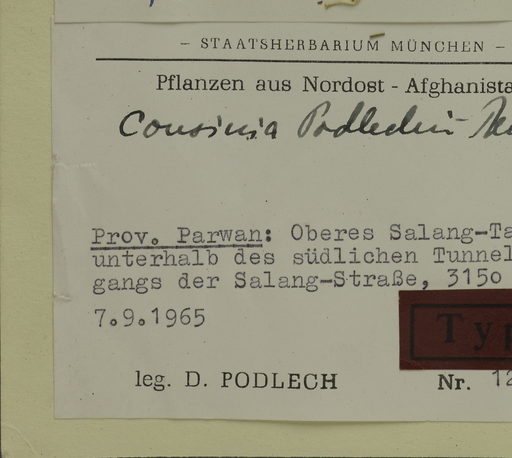 – STAATSHERBARIUM MÜNCHEN –
Pflanzen aus Nordost - Afghanista
Cousinia Podlechii
Prov. Parwan: Oberes Salang-Ta
unterhalb des südlichen Tunnel
gangs der Salang-Straße, 3150
7.9.1965
Typ
leg. D. PODLECH Nr. 12